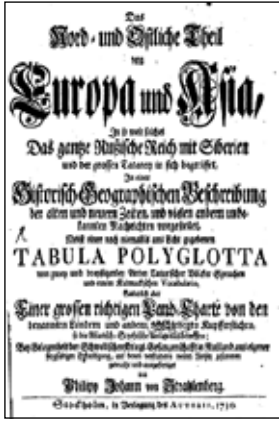 Das
Nord- und Ostliche Theil
von
Europa und Asia,
In so weit solches
Das gantze Rußische Reich mit Siberien
und der grossen Tatarey in sich begreiffet,
In einer
Historisch-Geographischen Beschreibung
der alten und neuern Zeiten, und vielen andern unbekannten Nachrichten vorgestellet,
Nebst einer noch niemahls ans Licht gegebenen
TABULA POLYGLOTTA
von zwey und dreyßigerley Arten Tatarischer Völcker Sprachen
und einem Kalmuckischen Vocabulario,
Sonderlich aber
Einer grossen richtigen Land-Charte von den
benannten Ländern und andern
von
Philipp Johann von Strahlenberg.
Stockholm, in Verlegung des AUTORIS, 1730